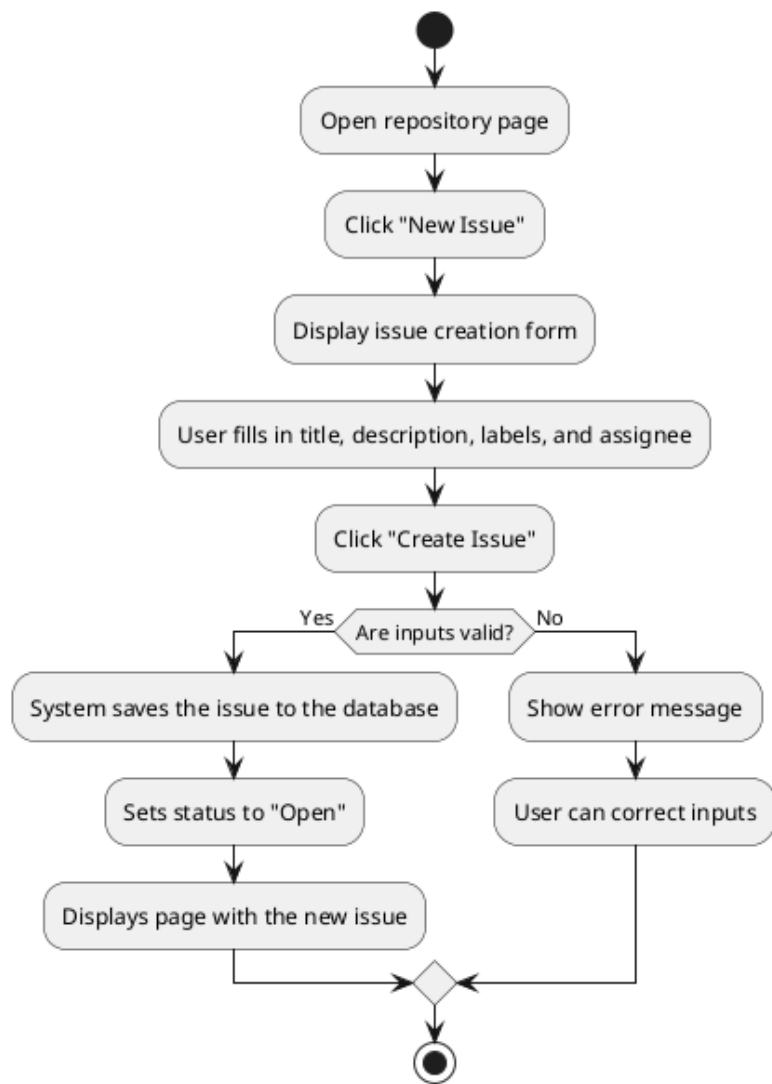 Open repository page
Click "New Issue"
Display issue creation form
User fills in title, description, labels, and assignee
Click "Create Issue"
Yes
Are inputs valid?
No
System saves the issue to the database
Show error message
Sets status to "Open"
User can correct inputs
Displays page with the new issue